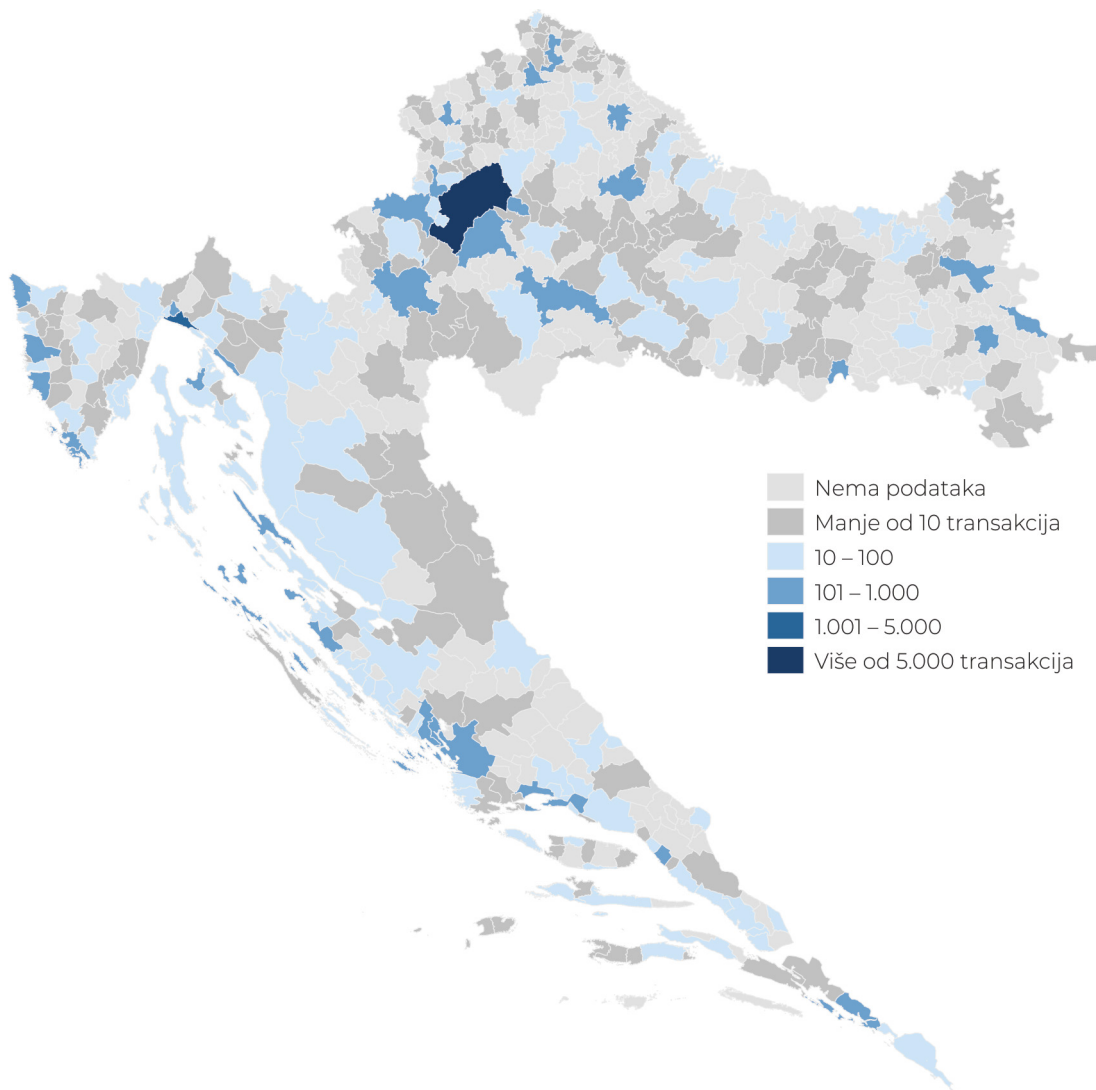 Nema podataka
Manje od 10 transakcija
10 – 100
101 – 1.000
1.001 – 5.000
Više od 5.000 transakcija